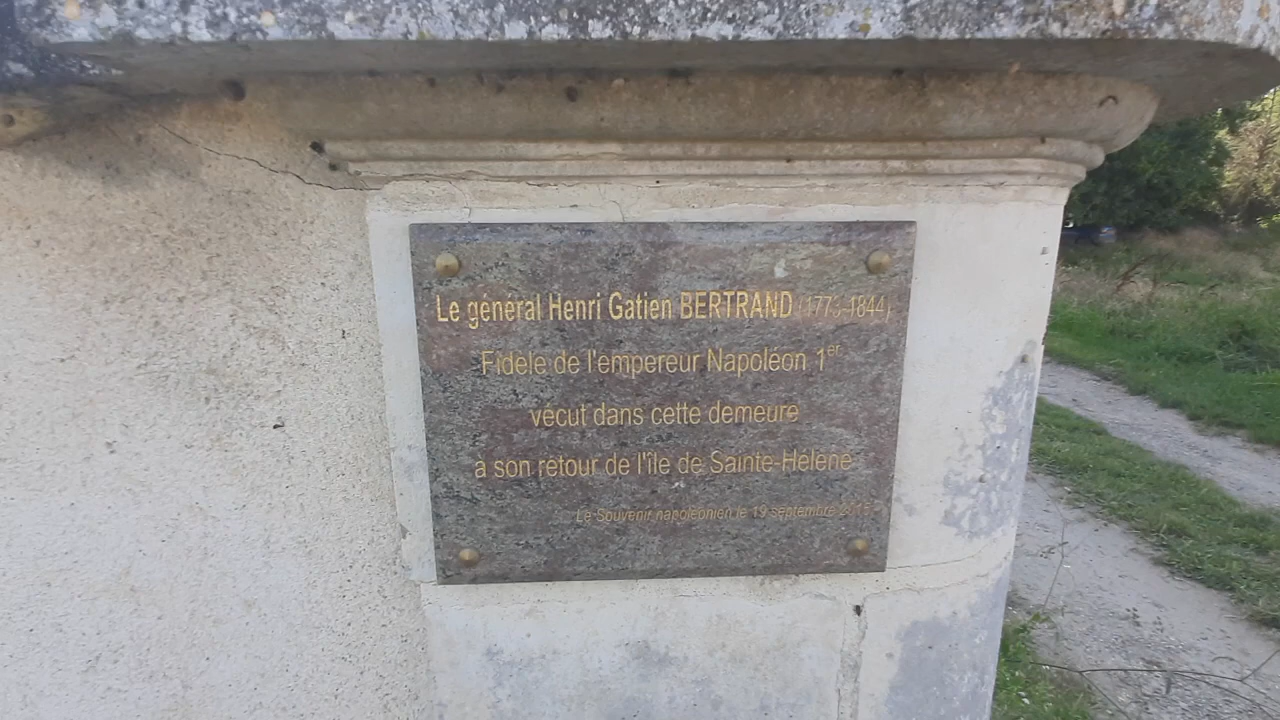 Le général Henri Gatien BERTRAND (1773-1844)
Fidèle de l'empereur Napoléon 1er
vécut dans cette demeure
à son retour de l'île de Sainte-Hélène
Le Souvenir napoléonien le 19 septembre 2015